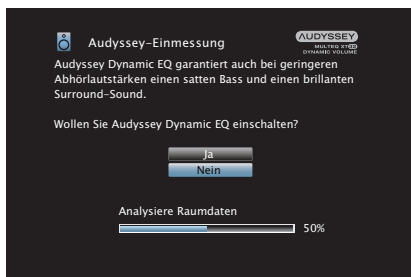 Audyssey-Einmessung
AUDYSSEY
MULTEQ XT32
DYNAMIC VOLUME
Audyssey Dynamic EQ garantiert auch bei geringeren
Abhörlautstärken einen satten Bass und einen brillanten
Surround-Sound.
Wollen Sie Audyssey Dynamic EQ einschalten?
Ja
Nein
Analysiere Raumdaten
50%